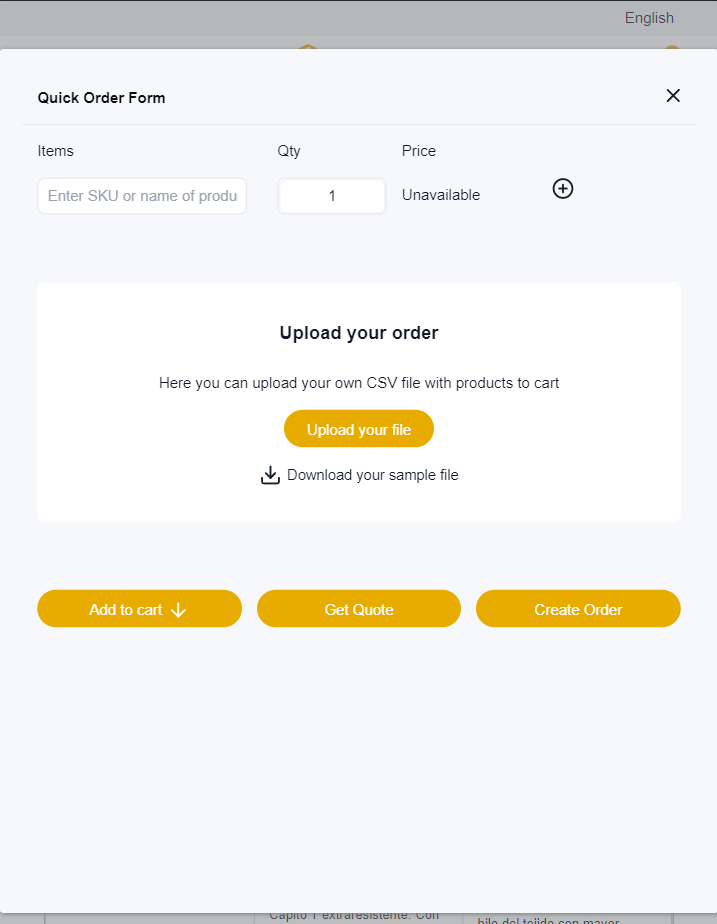 English
Quick Order Form
Items Qty Price
Enter SKU or name of produ 1 Unavailable
Upload your order
Here you can upload your own CSV file with products to cart
Upload your file
Download your sample file
Add to cart Get Quote Create Order
Capito 1 extraresistente. Con
hilo del tejido con mayor